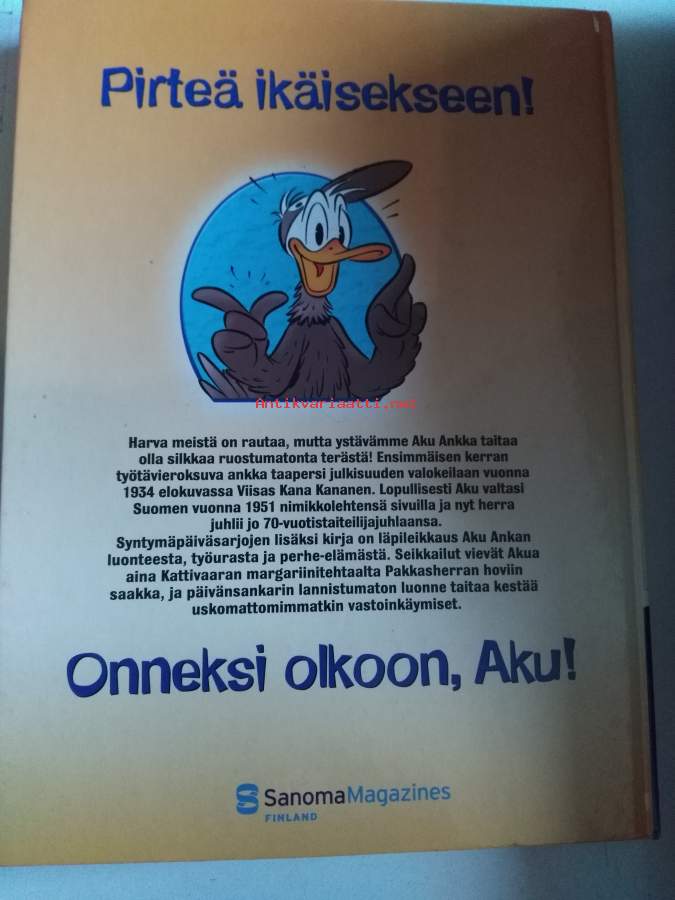 Pirteä ikäisekseen!
Antikvariaatti.net
Harva meistä on rautaa, mutta ystävämme Aku Ankka taitaa
olla silkkaa ruostumatonta terästä! Ensimmäisen kerran
työtävieroksuva ankka taapersi julkisuuden valokeilaan vuonna
1934 elokuvassa Viisas Kana Kananen. Lopullisesti Aku valtasi
Suomen vuonna 1951 nimikkolehtensä sivuilla ja nyt herra
juhlii jo 70-vuotistaiteilijajuhlaansa.
Syntymäpäiväsarjojen lisäksi kirja on läpileikkaus Aku Ankan
luonteesta, työurasta ja perhe-elämästä. Seikkailut vievät Akua
aina Kattivaaran margariinitehtaalta Pakkasherran hoviin
saakka, ja päivänsankarin lannistumaton luonne taitaa kestää
uskomattomimmatkin vastoinkäymiset.
Onneksi olkoon, Aku!
SanomaMagazines
FINLAND